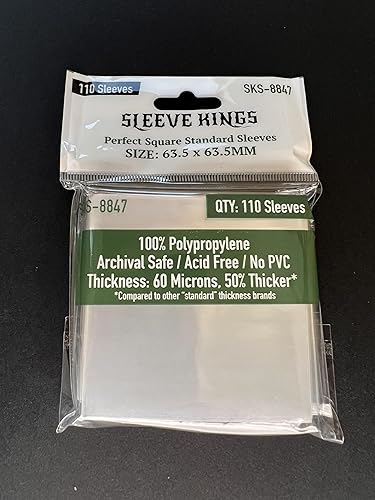 110 Sleeves
SKS-8847
SLEEVE KINGS
Perfect Square Standard Sleeves
SIZE: 63.5 x 63.5MM
S-8847
QTY: 110 Sleeves
100% Polypropylene
Archival Safe / Acid Free / No PVC
Thickness: 60 Microns, 50% Thicker*
*Compared to other "standard" thickness brands